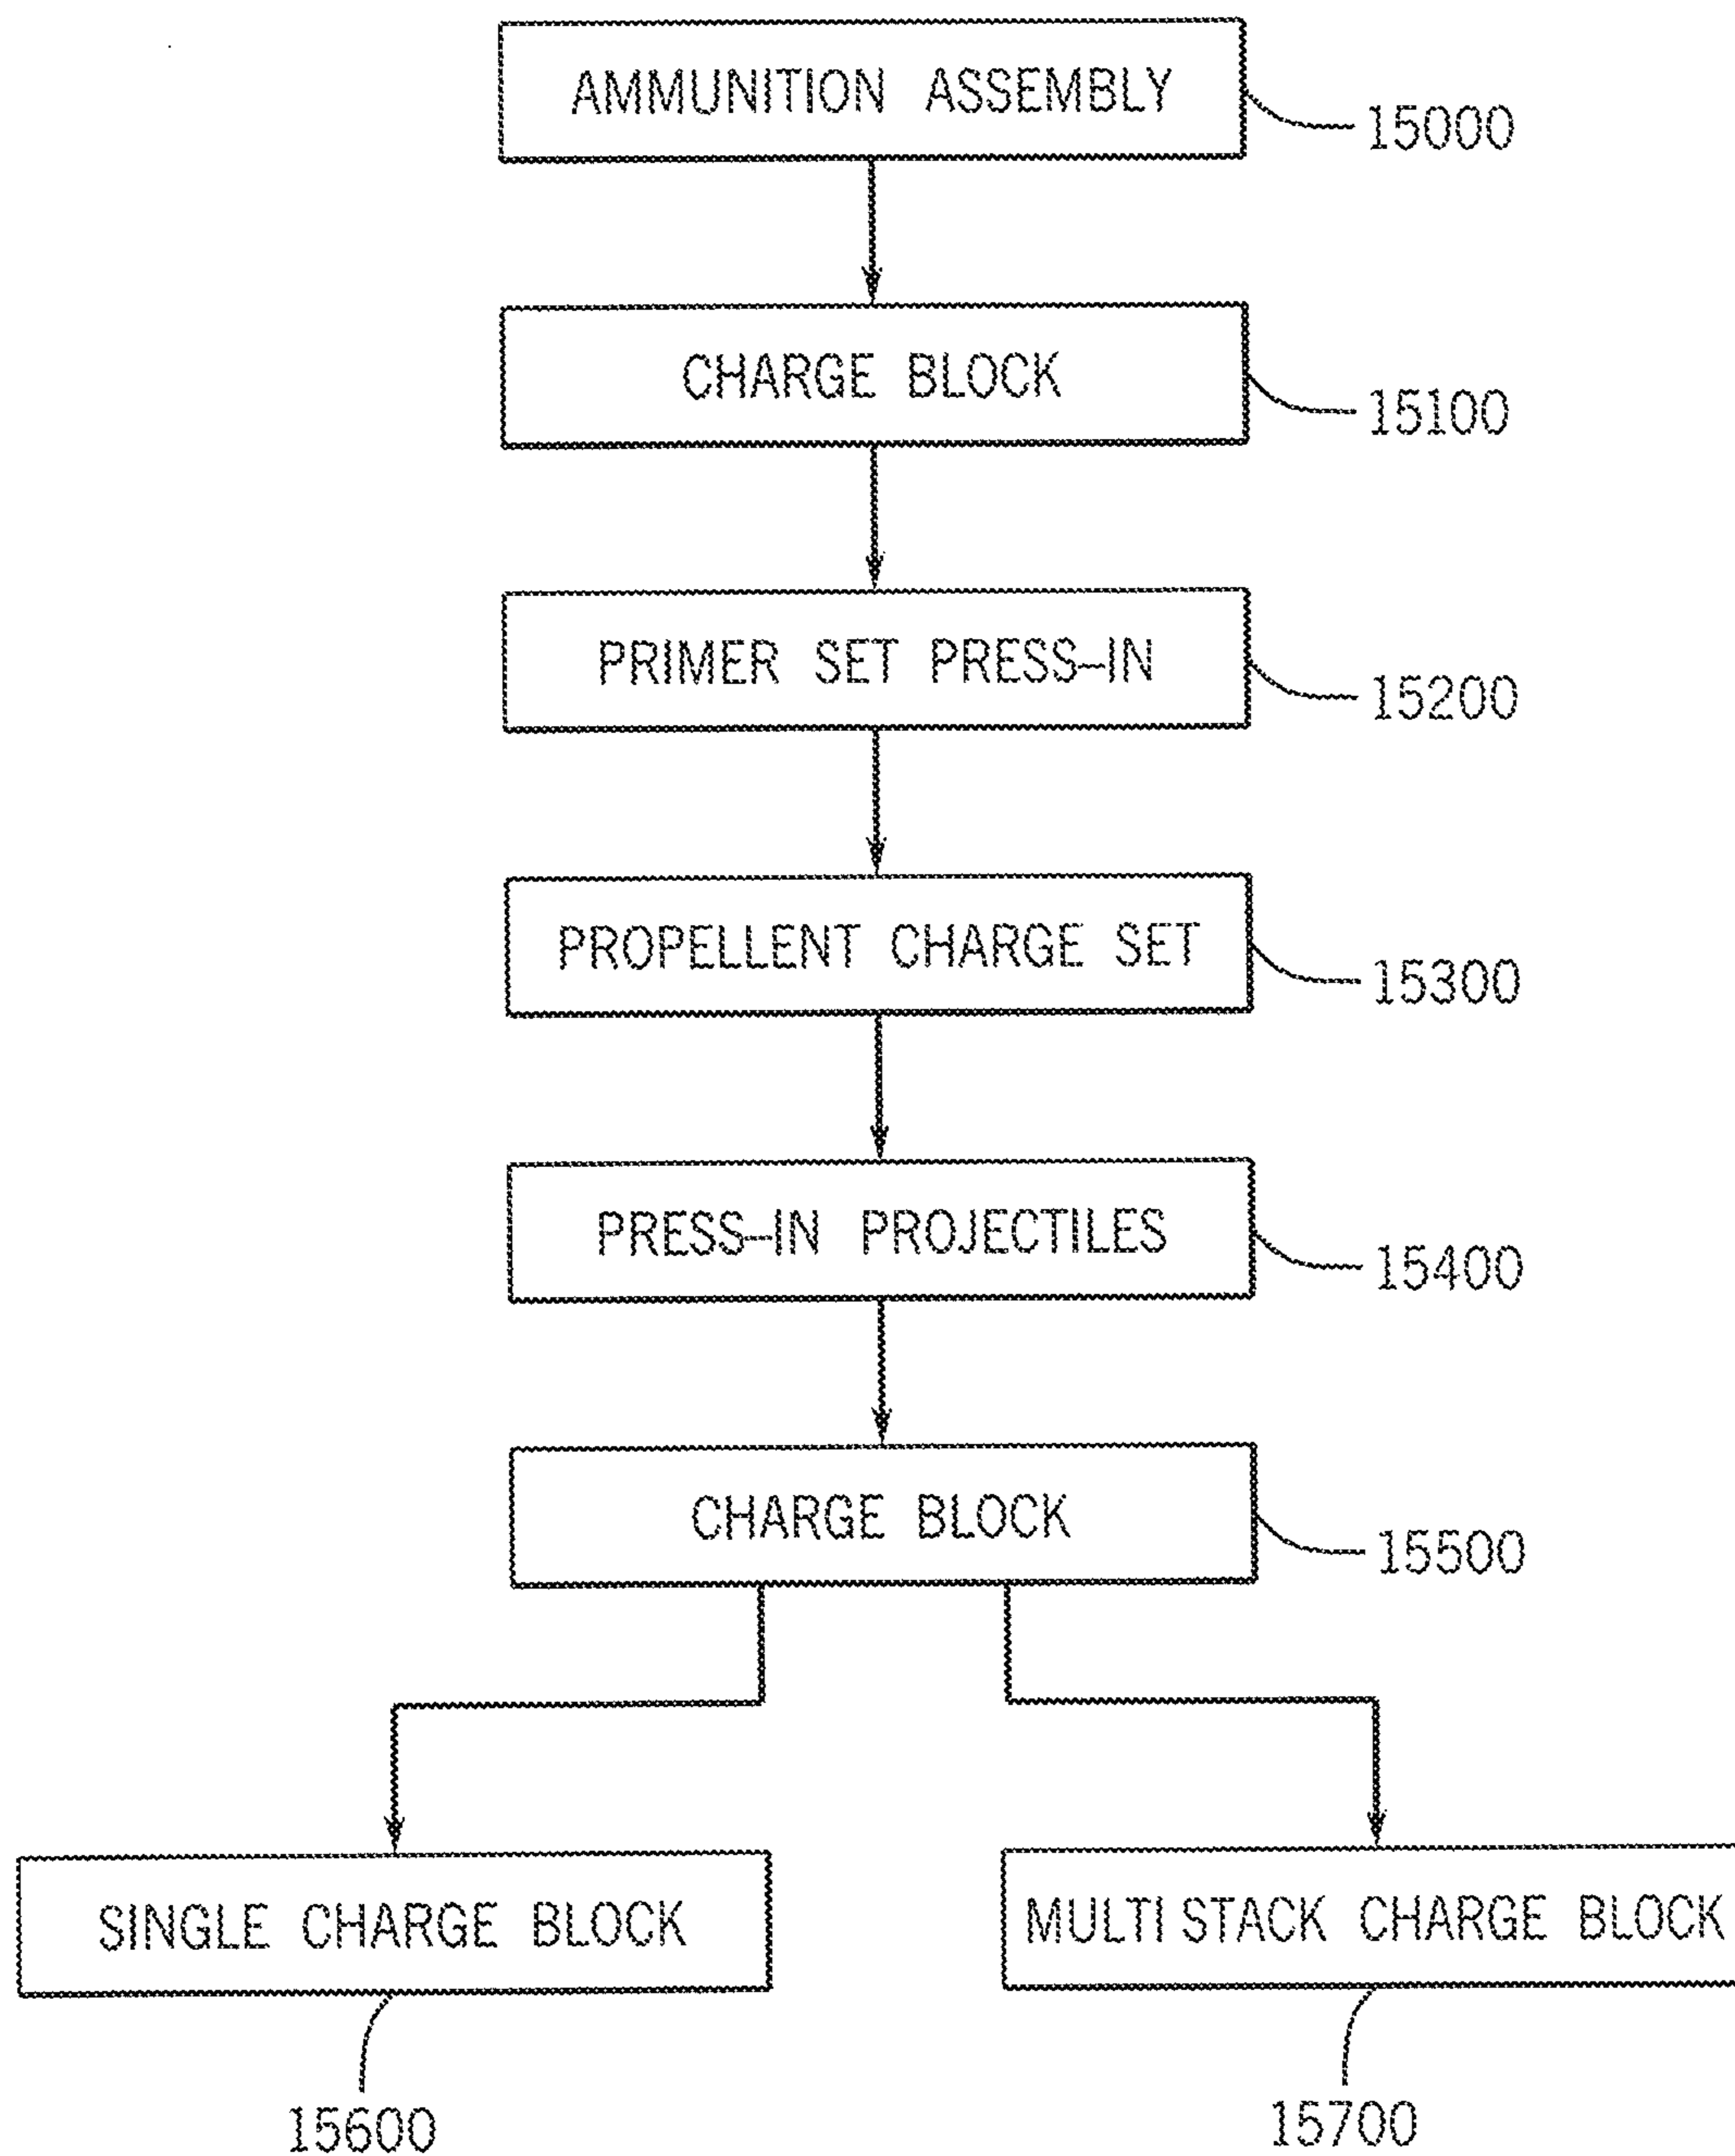 AMMUNITION ASSEMBLY
15000
CHARGE BLOCK
15100
PRIMER SET PRESS-IN
15200
PROPELLENT CHARGE SET
15300
PRESS-IN PROJECTILES
15400
CHARGE BLOCK
15500
SINGLE CHARGE BLOCK
MULTI STACK CHARGE BLOCK
15600
15700